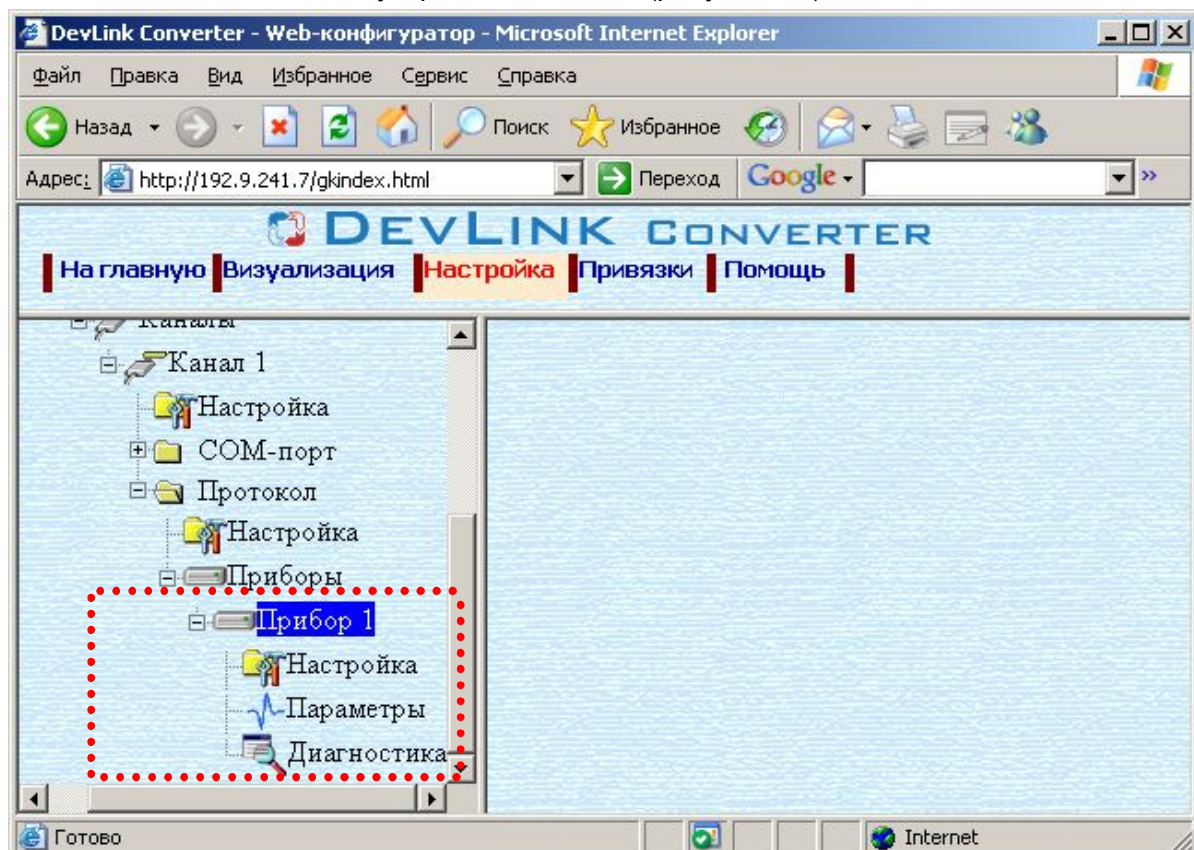 DevLink Converter - Web-конфигуратор - Microsoft Internet Explorer
Файл Правка Вид Избранное Сервис Справка
Назад Поиск Избранное
Адрес: http://192.9.241.7/gkindex.html Переход Google »
DEVLINK CONVERTER
На главную Визуализация Настройка Привязки Помощь
Каналы
Канал 1
Настройка
COM-порт
Протокол
Настройка
Приборы
Прибор 1
Настройка
Параметры
Диагностика
Готово Internet